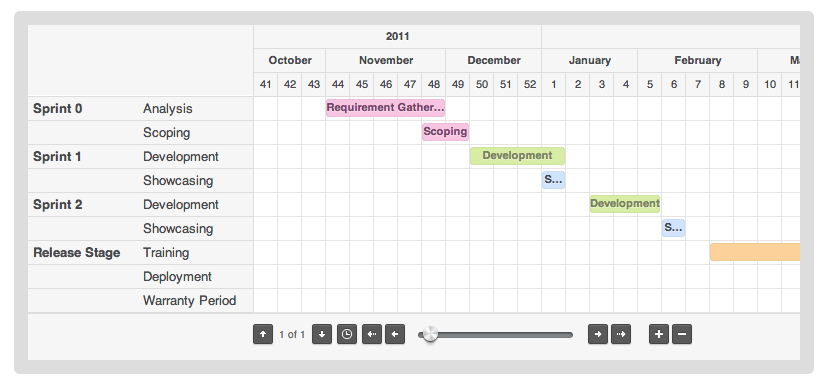 2011
October November December January February Ma
41 42 43 44 45 46 47 48 49 50 51 52 1 2 3 4 5 6 7 8 9 10 11
Sprint 0 Analysis Requirement Gather...
Scoping Scoping
Sprint 1 Development Development
Showcasing S...
Sprint 2 Development Development
Showcasing S...
Release Stage Training
Deployment
Warranty Period
1 of 1